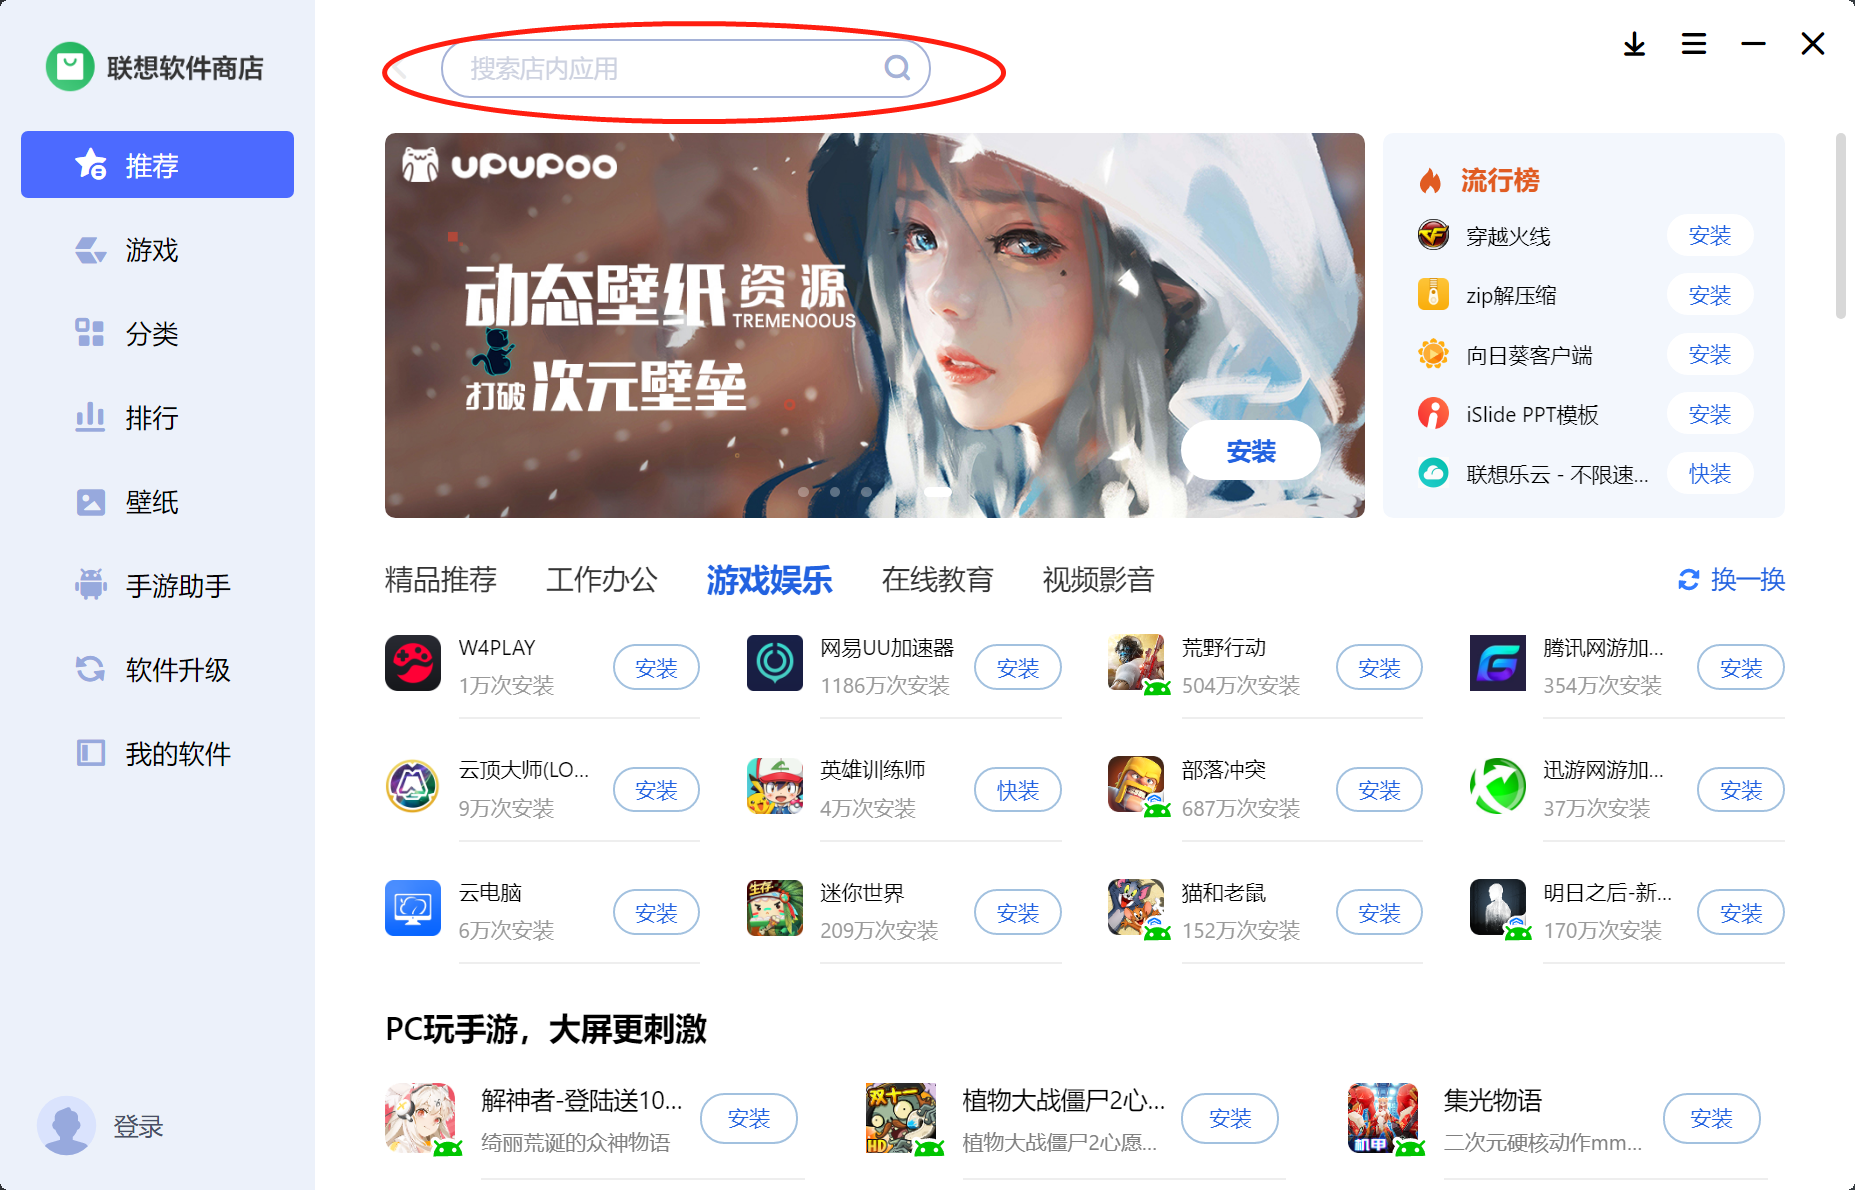 联想软件商店
搜索店内应用
推荐
游戏
分类
排行
壁纸
手游助手
软件升级
我的软件
登录
UPUPOO
动态壁纸资源
TREMENOOUS
打破次元壁垒
安装
流行榜
穿越火线 安装
zip解压缩 安装
向日葵客户端 安装
iSlide PPT模板 安装
联想乐云 - 不限速... 快装
精品推荐 工作办公 游戏娱乐 在线教育 视频影音 换一换
W4PLAY
1万次安装
安装
网易UU加速器
1186万次安装
安装
荒野行动
504万次安装
安装
腾讯网游加...
354万次安装
安装
云顶大师(LO...
9万次安装
安装
英雄训练师
4万次安装
快装
部落冲突
687万次安装
安装
迅游网游加...
37万次安装
安装
云电脑
6万次安装
安装
生存
迷你世界
209万次安装
安装
猫和老鼠
152万次安装
安装
明日之后-新...
170万次安装
安装
PC玩手游，大屏更刺激
解神者-登陆送10...
绮丽荒诞的众神物语
安装
双十一
HD
植物大战僵尸2心...
植物大战僵尸2心愿...
安装
机甲
集光物语
二次元硬核动作mm...
安装